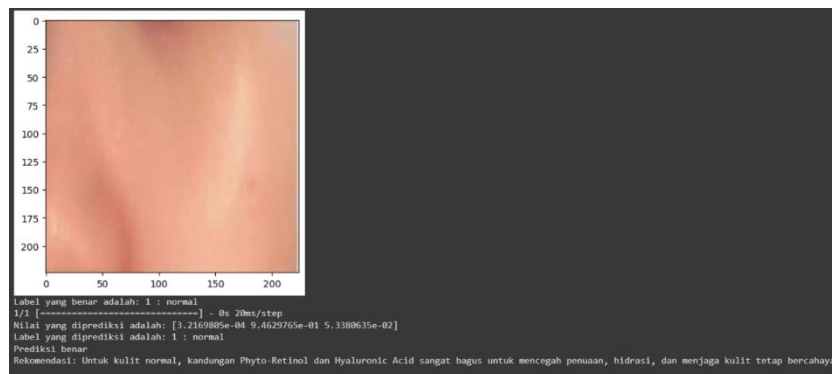 0
25
50
75
100
125
150
175
200
0 50 100 150 200
Label yang benar adalah: 1 : normal
1/1 [==============================] - 0s 20ms/step
Nilai yang diprediksi adalah: [3.2169805e-04 9.4629765e-01 5.3380635e-02]
Label yang diprediksi adalah: 1 : normal
Prediksi benar
Rekomendasi: Untuk kulit normal, kandungan Phyto-Retinol dan Hyaluronic Acid sangat bagus untuk mencegah penuaan, hidrasi, dan menjaga kulit tetap bercahaya